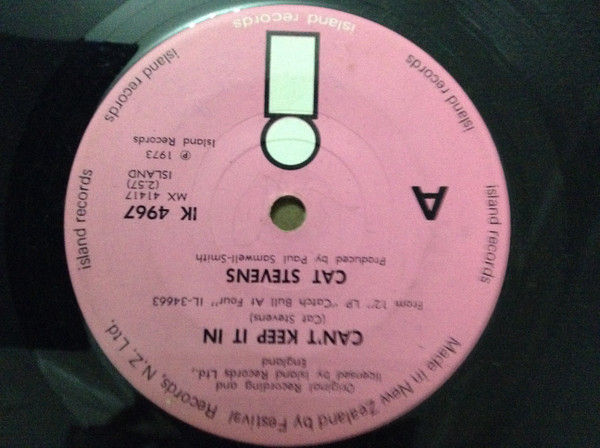 Made in New Zealand by Festival Records, N.Z. Ltd.
Original Recording and
licensed by Island Records Ltd.,
England
CAN'T KEEP IT IN
(Cat Stevens)
From 12" LP "Catch Bull At Four" IL-34663
CAT STEVENS
Produced by Paul Samwell-Smith
A
IK 4967
MX 41417
(2.57)
ISLAND
℗ 1973
Island Records
island records
island records
island records
island records
island records